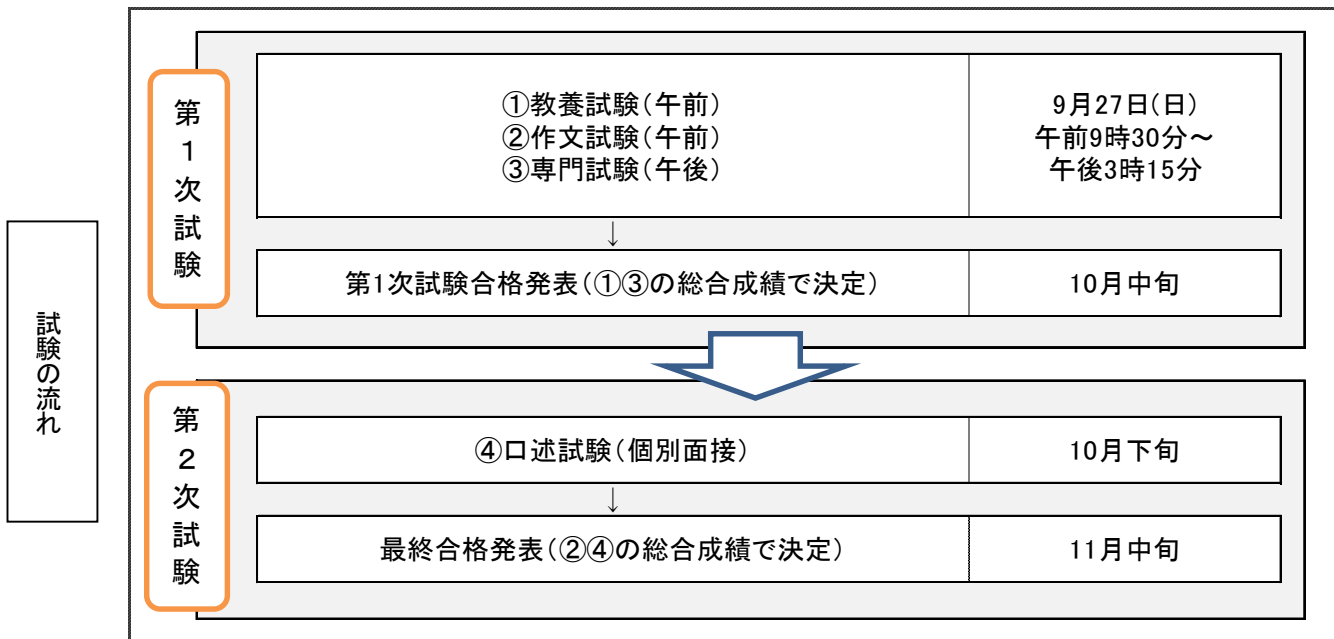 試験の流れ
第1次試験
①教養試験(午前)
②作文試験(午前)
③専門試験(午後)
9月27日(日)
午前9時30分～
午後3時15分
↓
第1次試験合格発表(①③の総合成績で決定)
10月中旬
第2次試験
④口述試験(個別面接)
10月下旬
↓
最終合格発表(②④の総合成績で決定)
11月中旬